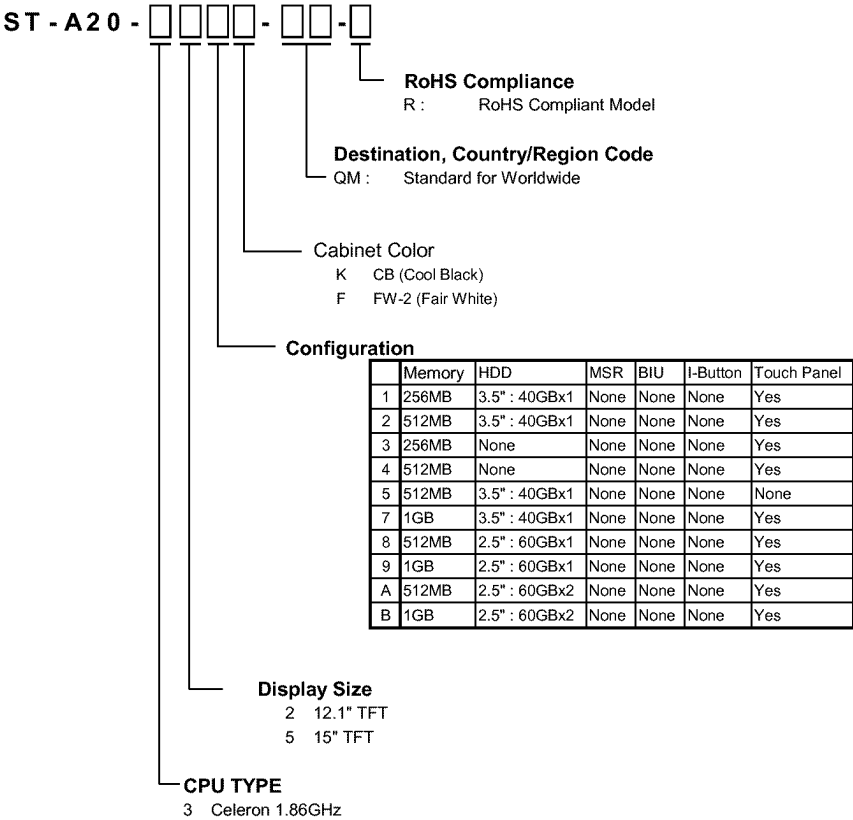 ST-A20-□□□□-□□-□
RoHS Compliance
R : RoHS Compliant Model
Destination, Country/Region Code
QM : Standard for Worldwide
Cabinet Color
K CB (Cool Black)
F FW-2 (Fair White)
Configuration
Memory HDD MSR BIU I-Button Touch Panel
1 256MB 3.5" : 40GBx1 None None None Yes
2 512MB 3.5" : 40GBx1 None None None Yes
3 256MB None None None None Yes
4 512MB None None None None Yes
5 512MB 3.5" : 40GBx1 None None None None
7 1GB 3.5" : 40GBx1 None None None Yes
8 512MB 2.5" : 60GBx1 None None None Yes
9 1GB 2.5" : 60GBx1 None None None Yes
A 512MB 2.5" : 60GBx2 None None None Yes
B 1GB 2.5" : 60GBx2 None None None Yes
Display Size
2 12.1" TFT
5 15" TFT
CPU TYPE
3 Celeron 1.86GHz